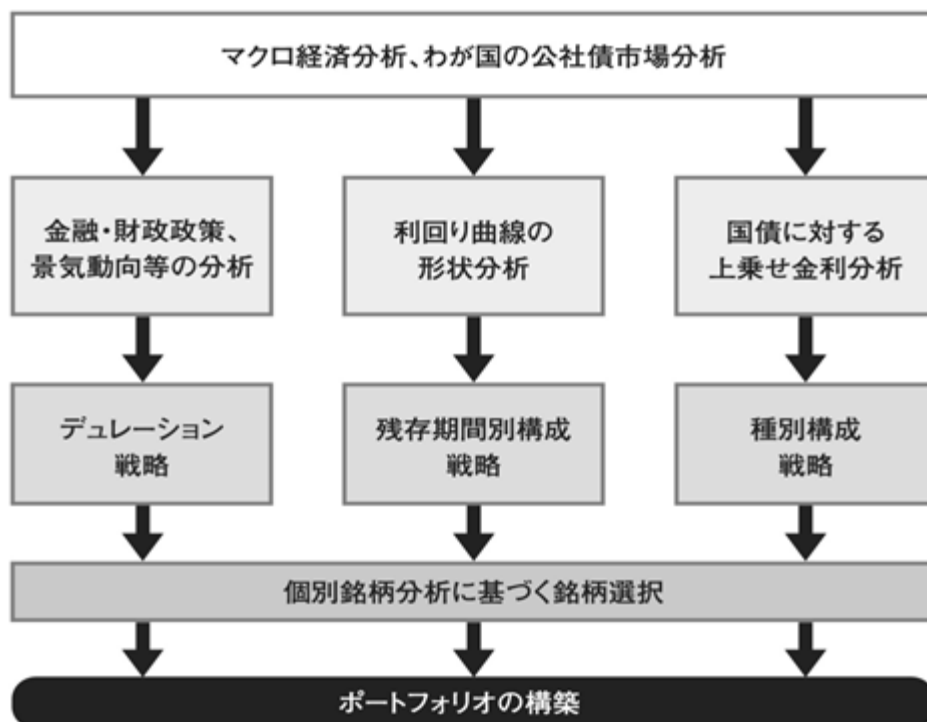 マクロ経済分析、わが国の公社債市場分析
金融・財政政策、
景気動向等の分析
利回り曲線の
形状分析
国債に対する
上乗せ金利分析
デュレーション
戦略
残存期間別構成
戦略
種別構成
戦略
個別銘柄分析に基づく銘柄選択
ポートフォリオの構築